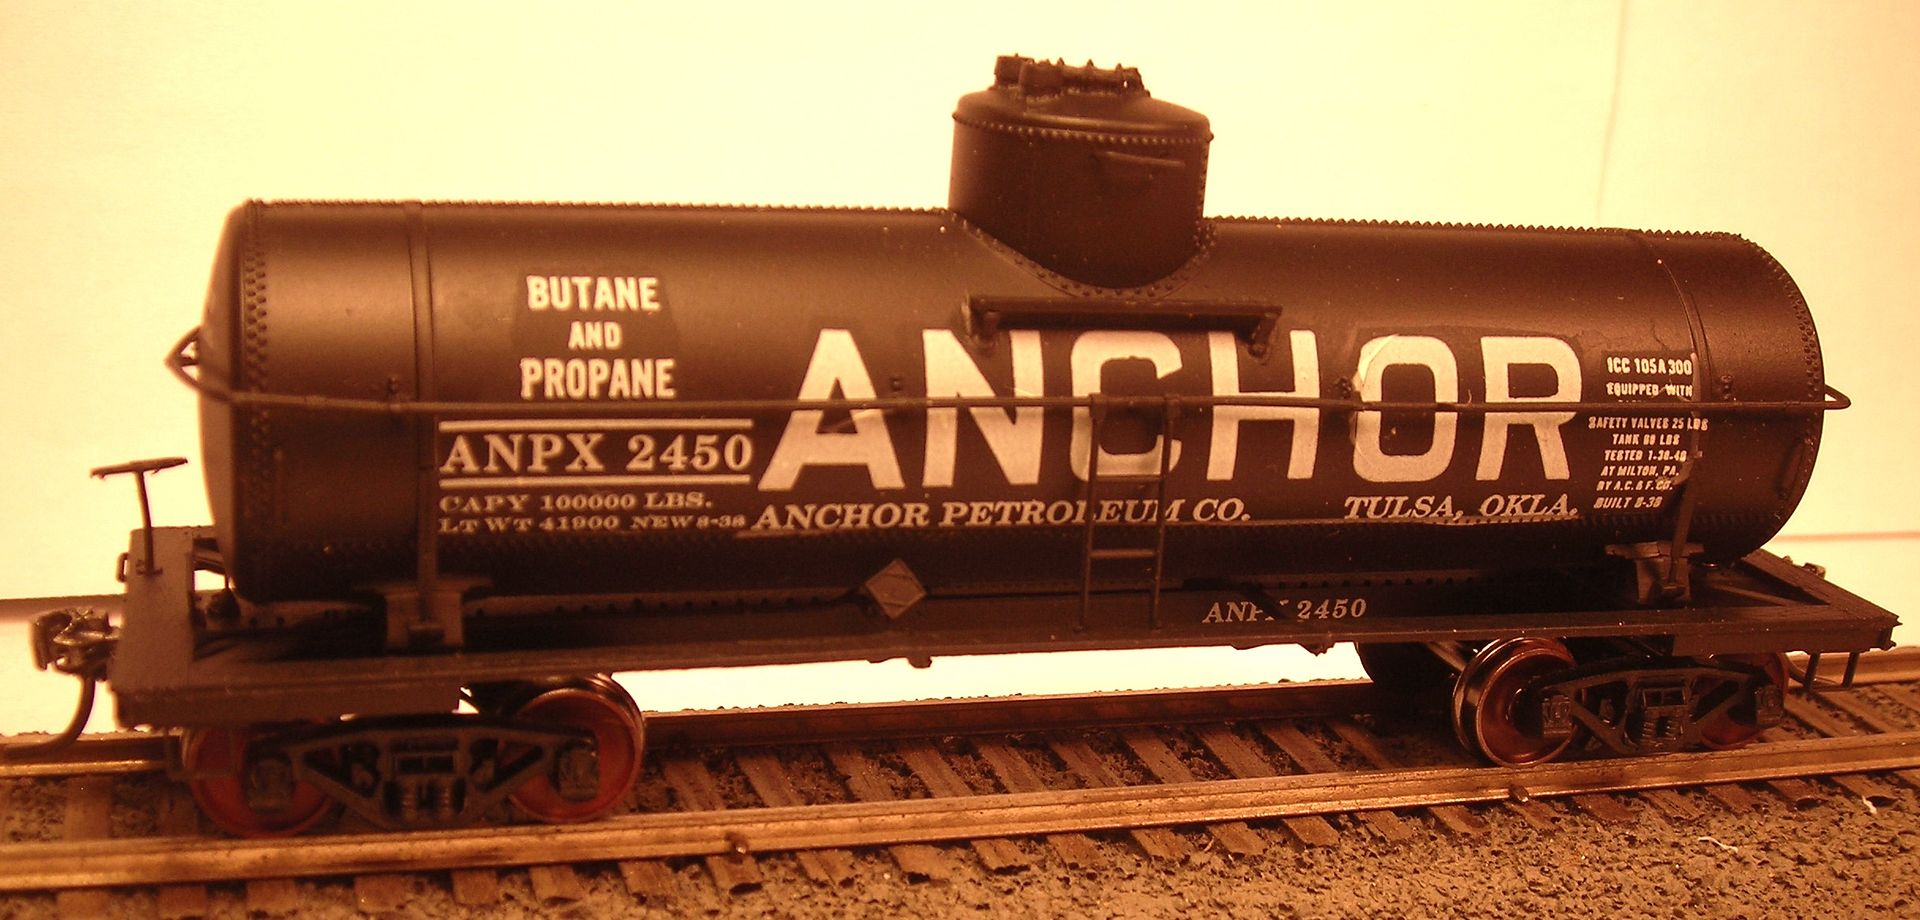 BUTANE
AND
PROPANE
ANPX 2450
CAPY 100000 LBS.
LT WT 41900 NEW 8-38
ANCHOR
ANCHOR PETROLEUM CO. TULSA, OKLA.
ICC 105A300
EQUIPPED WITH
SAFETY VALVES 25 LBS
TANK LBS
TESTED
AT MILTON, PA.
BY A.C.& F.CO.
BUILT 8-38
ANPX 2450